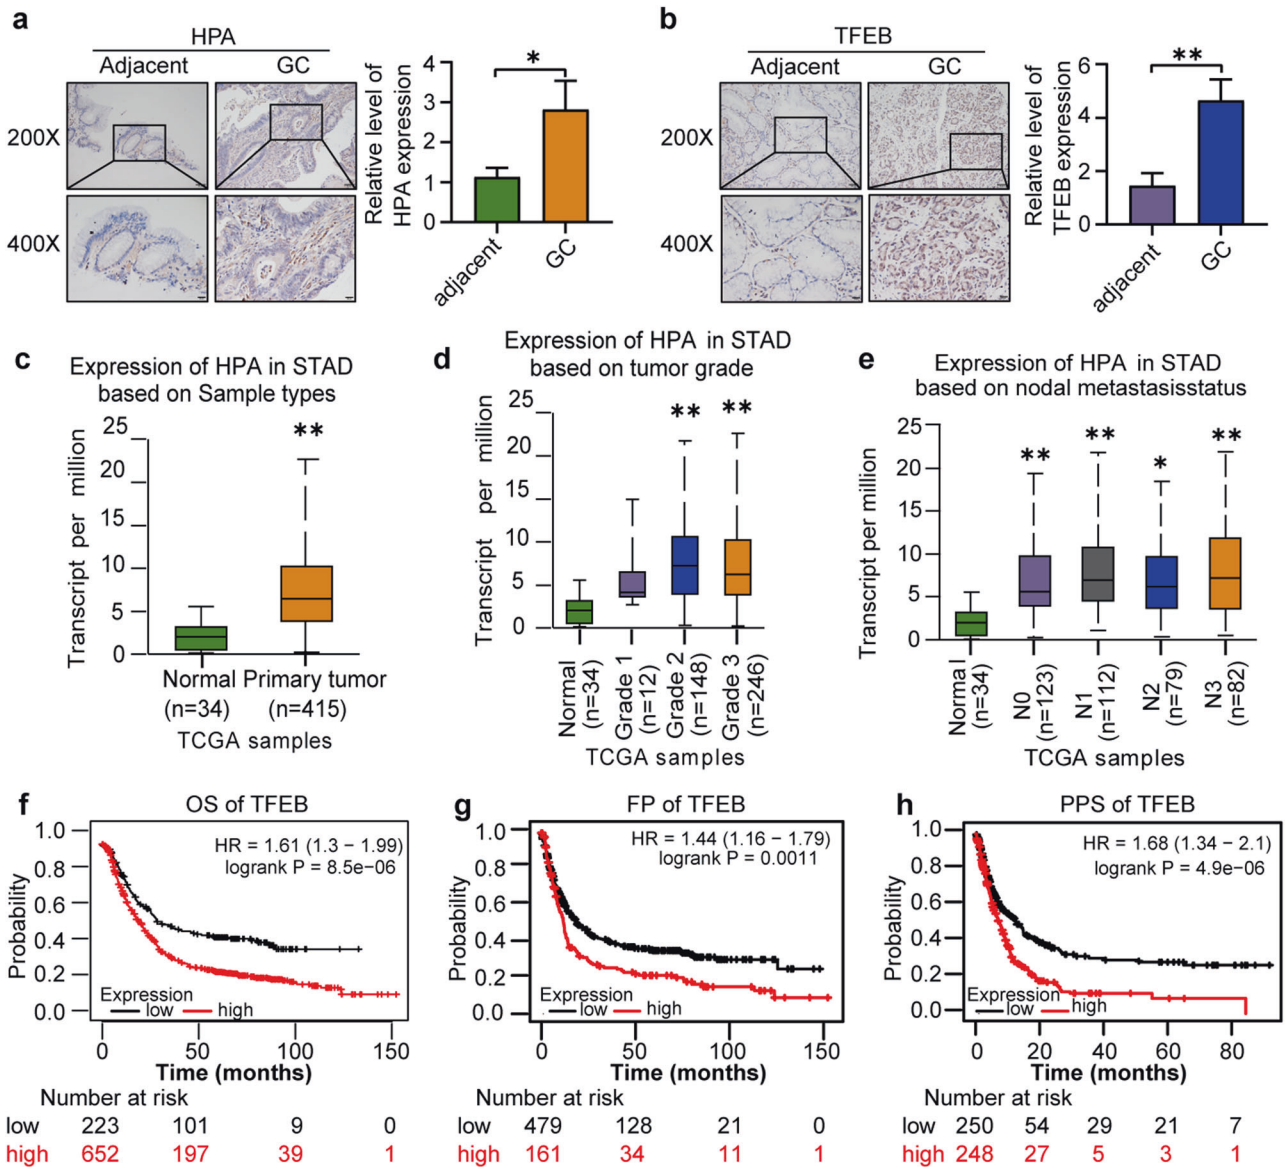 a
HPA
Adjacent GC
200X
400X
Relative level of
HPA expression
4
3
2
1
0
*
adjacent
GC
b
TFEB
Adjacent GC
200X
400X
Relative level of
TFEB expression
6
4
2
0
**
adjacent
GC
c
Expression of HPA in STAD
based on Sample types
Transcript per million
25
20
15
10
5
0
**
Normal Primary tumor
(n=34) (n=415)
TCGA samples
d
Expression of HPA in STAD
based on tumor grade
Transcript per million
25
20
15
10
5
0
** **
Normal
(n=34)
Grade 1
(n=12)
Grade 2
(n=148)
Grade 3
(n=246)
TCGA samples
e
Expression of HPA in STAD
based on nodal metastasisstatus
Transcript per million
25
20
15
10
5
0
** ** * **
Normal
(n=34)
N0
(n=123)
N1
(n=112)
N2
(n=79)
N3
(n=82)
TCGA samples
f
OS of TFEB
HR = 1.61 (1.3 − 1.99)
logrank P = 8.5e−06
Probability
1.0
0.8
0.6
0.4
0.2
0.0
Expression
low high
0 50 100 150
Time (months)
Number at risk
low 223 101 9 0
high 652 197 39 1
g
FP of TFEB
HR = 1.44 (1.16 − 1.79)
logrank P = 0.0011
Probability
1.0
0.8
0.6
0.4
0.2
0.0
Expression
low high
0 50 100 150
Time (months)
Number at risk
low 479 128 21 0
high 161 34 11 1
h
PPS of TFEB
HR = 1.68 (1.34 − 2.1)
logrank P = 4.9e−06
Probability
1.0
0.8
0.6
0.4
0.2
0.0
Expression
low high
0 20 40 60 80
Time (months)
Number at risk
low 250 54 29 21 7
high 248 27 5 3 1